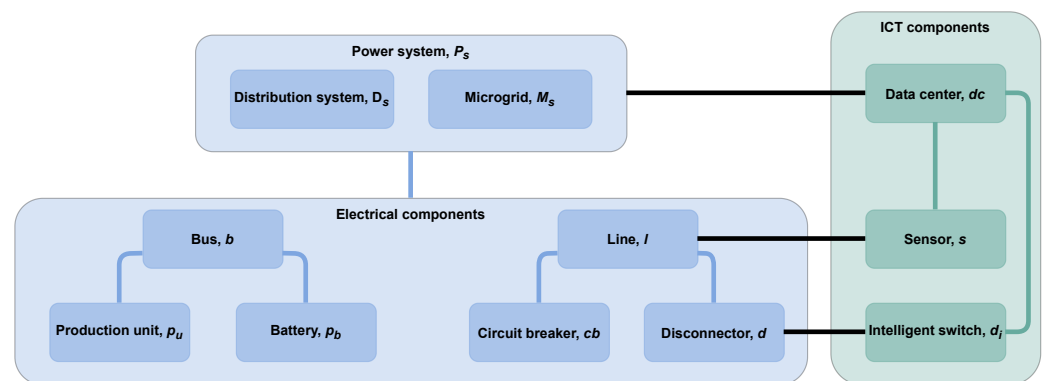 ICT components
Power system, Ps
Distribution system, Ds
Microgrid, Ms
Data center, dc
Electrical components
Bus, b
Line, l
Sensor, s
Production unit, pu
Battery, pb
Circuit breaker, cb
Disconnector, d
Intelligent switch, di